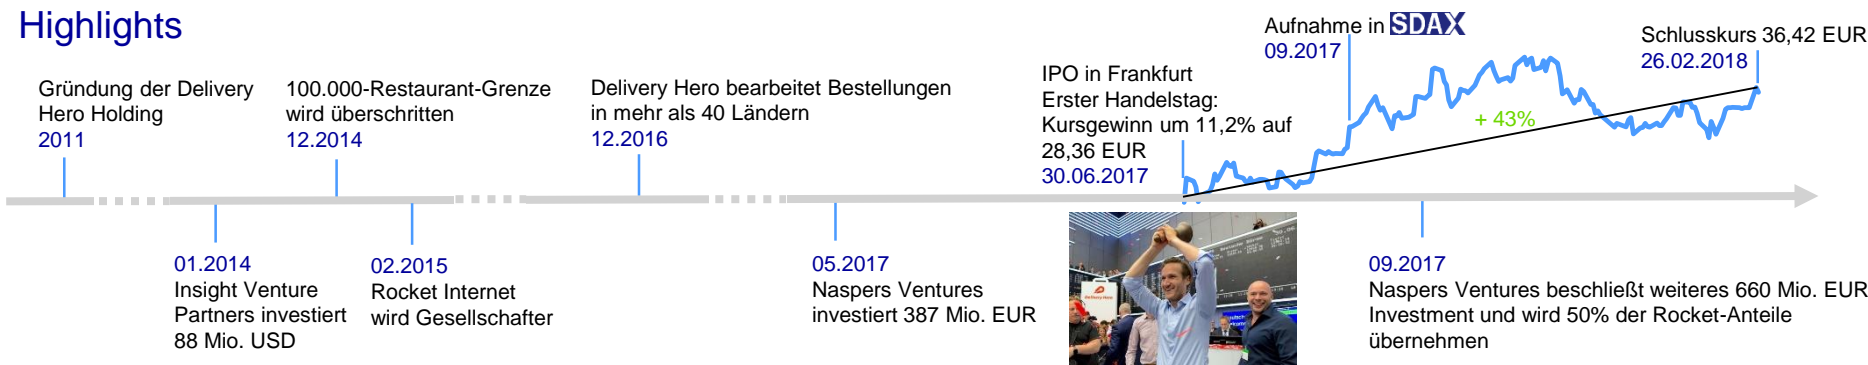 Highlights
Gründung der Delivery
Hero Holding
2011
01.2014
Insight Venture
Partners investiert
88 Mio. USD
100.000-Restaurant-Grenze
wird überschritten
12.2014
02.2015
Rocket Internet
wird Gesellschafter
Delivery Hero bearbeitet Bestellungen
in mehr als 40 Ländern
12.2016
05.2017
Naspers Ventures
investiert 387 Mio. EUR
IPO in Frankfurt
Erster Handelstag:
Kursgewinn um 11,2% auf
28,36 EUR
30.06.2017
Aufnahme in SDAX
09.2017
+ 43%
09.2017
Naspers Ventures beschließt weiteres 660 Mio. EUR
Investment und wird 50% der Rocket-Anteile
übernehmen
Schlusskurs 36,42 EUR
26.02.2018